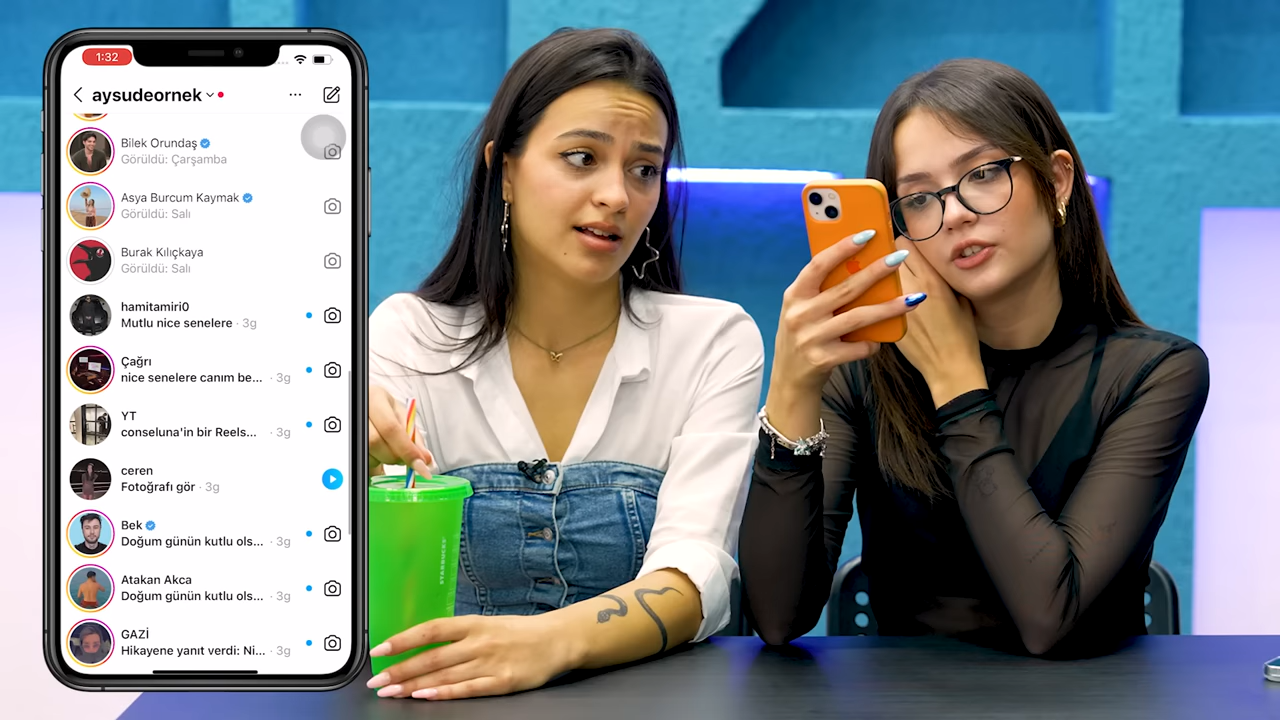 1:32
aysudeornek
Bilek Orundaş
Görüldü: Çarşamba
Asya Burcum Kaymak
Görüldü: Salı
Burak Kılıçkaya
Görüldü: Salı
hamitamiri0
Mutlu nice senelere · 3g
Çağrı
nice senelere canım be... · 3g
YT
conseluna'in bir Reels... · 3g
ceren
Fotoğrafı gör · 3g
Bek
Doğum günün kutlu ols... · 3g
Atakan Akca
Doğum günün kutlu ols... · 3g
GAZİ
Hikayene yanıt verdi: Ni... · 3g
STARBUCKS